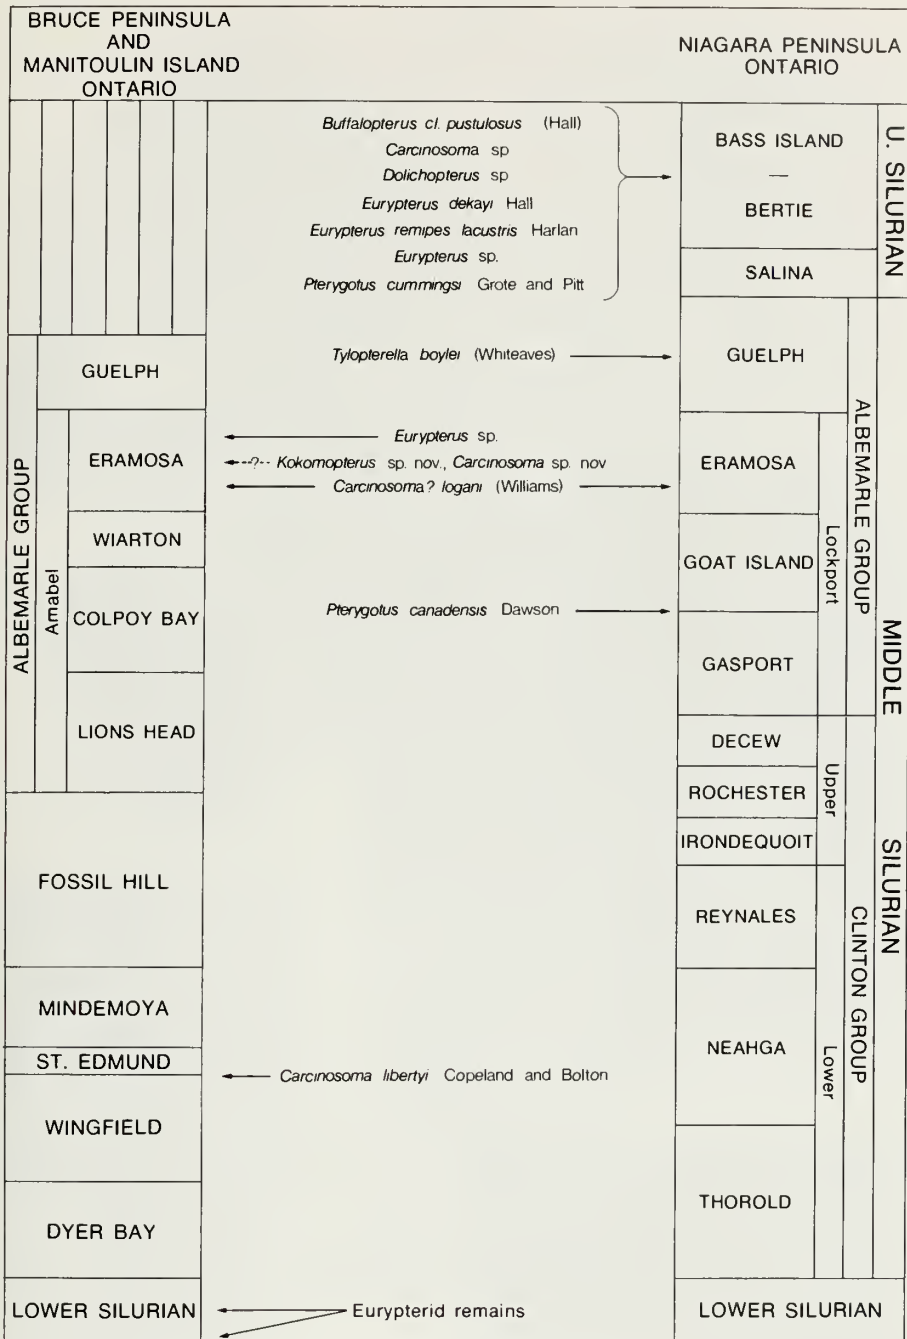 BRUCE PENINSULA
AND
MANITOULIN ISLAND
ONTARIO
NIAGARA PENINSULA
ONTARIO
Buffalopterus cf. pustulosus (Hall)
Carcinosoma sp
Dolichopterus sp
Eurypterus dekayi Hall
Eurypterus remipes lacustris Harlan
Eurypterus sp.
Pterygotus cummingsi Grote and Pitt
BASS ISLAND
—
BERTIE
SALINA
U. SILURIAN
GUELPH
Tylopterella boylei (Whiteaves)
GUELPH
ERAMOSA
Eurypterus sp.
--?-- Kokomopterus sp. nov., Carcinosoma sp. nov
Carcinosoma? logani (Williams)
ERAMOSA
WIARTON
GOAT ISLAND
COLPOY BAY
Pterygotus canadensis Dawson
GASPORT
LIONS HEAD
ALBEMARLE GROUP
Amabel
Lockport
ALBEMARLE GROUP
MIDDLE
SILURIAN
DECEW
ROCHESTER
IRONDEQUOIT
Upper
FOSSIL HILL
REYNALES
MINDEMOYA
ST. EDMUND
NEAHGA
Lower
CLINTON GROUP
Carcinosoma libertyi Copeland and Bolton
WINGFIELD
THOROLD
DYER BAY
LOWER SILURIAN
Eurypterid remains
LOWER SILURIAN